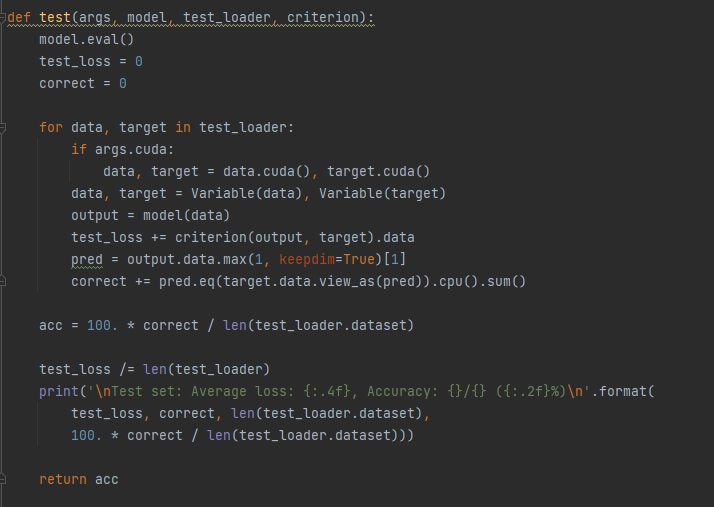 def test(args, model, test_loader, criterion):
    model.eval()
    test_loss = 0
    correct = 0

    for data, target in test_loader:
        if args.cuda:
            data, target = data.cuda(), target.cuda()
        data, target = Variable(data), Variable(target)
        output = model(data)
        test_loss += criterion(output, target).data
        pred = output.data.max(1, keepdim=True)[1]
        correct += pred.eq(target.data.view_as(pred)).cpu().sum()

    acc = 100. * correct / len(test_loader.dataset)

    test_loss /= len(test_loader)
    print('\nTest set: Average loss: {:.4f}, Accuracy: {}/{} ({:.2f}%)\n'.format(
        test_loss, correct, len(test_loader.dataset),
        100. * correct / len(test_loader.dataset)))

    return acc